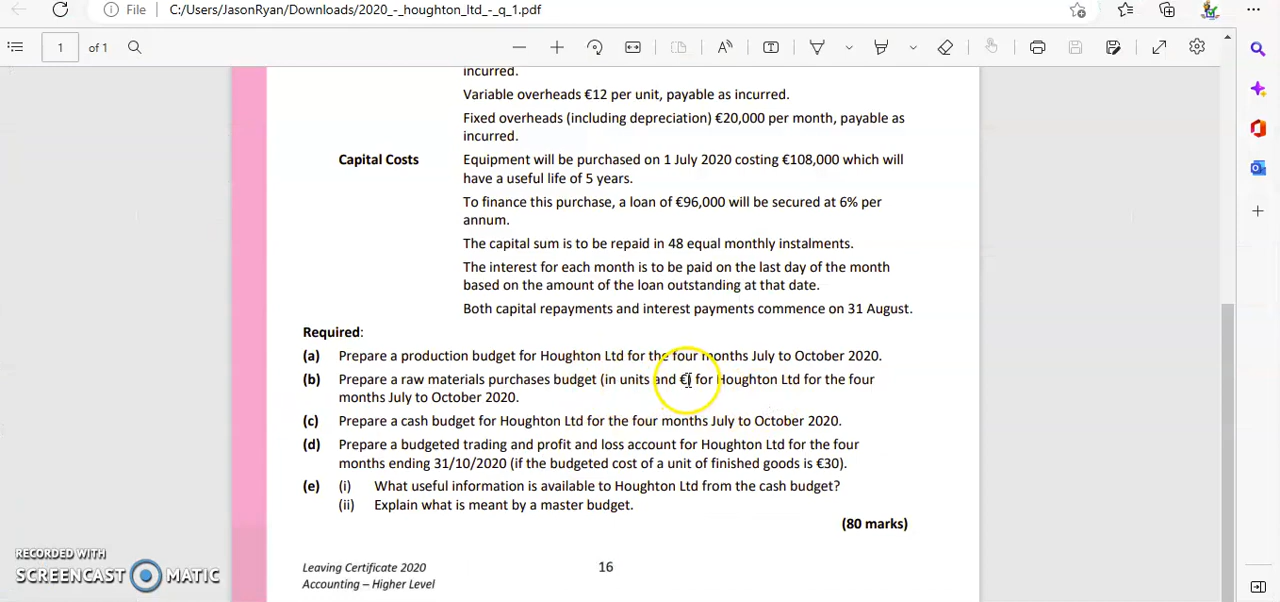 File
C:/Users/JasonRyan/Downloads/2020_-_houghton_ltd_-_q_1.pdf
1 of 1
incurred.
Variable overheads €12 per unit, payable as incurred.
Fixed overheads (including depreciation) €20,000 per month, payable as
incurred.
Capital Costs Equipment will be purchased on 1 July 2020 costing €108,000 which will
have a useful life of 5 years.
To finance this purchase, a loan of €96,000 will be secured at 6% per
annum.
The capital sum is to be repaid in 48 equal monthly instalments.
The interest for each month is to be paid on the last day of the month
based on the amount of the loan outstanding at that date.
Both capital repayments and interest payments commence on 31 August.
Required:
(a) Prepare a production budget for Houghton Ltd for the four months July to October 2020.
(b) Prepare a raw materials purchases budget (in units and €) for Houghton Ltd for the four
months July to October 2020.
(c) Prepare a cash budget for Houghton Ltd for the four months July to October 2020.
(d) Prepare a budgeted trading and profit and loss account for Houghton Ltd for the four
months ending 31/10/2020 (if the budgeted cost of a unit of finished goods is €30).
(e) (i) What useful information is available to Houghton Ltd from the cash budget?
(ii) Explain what is meant by a master budget.
(80 marks)
Leaving Certificate 2020
Accounting – Higher Level
16
RECORDED WITH
SCREENCAST MATIC